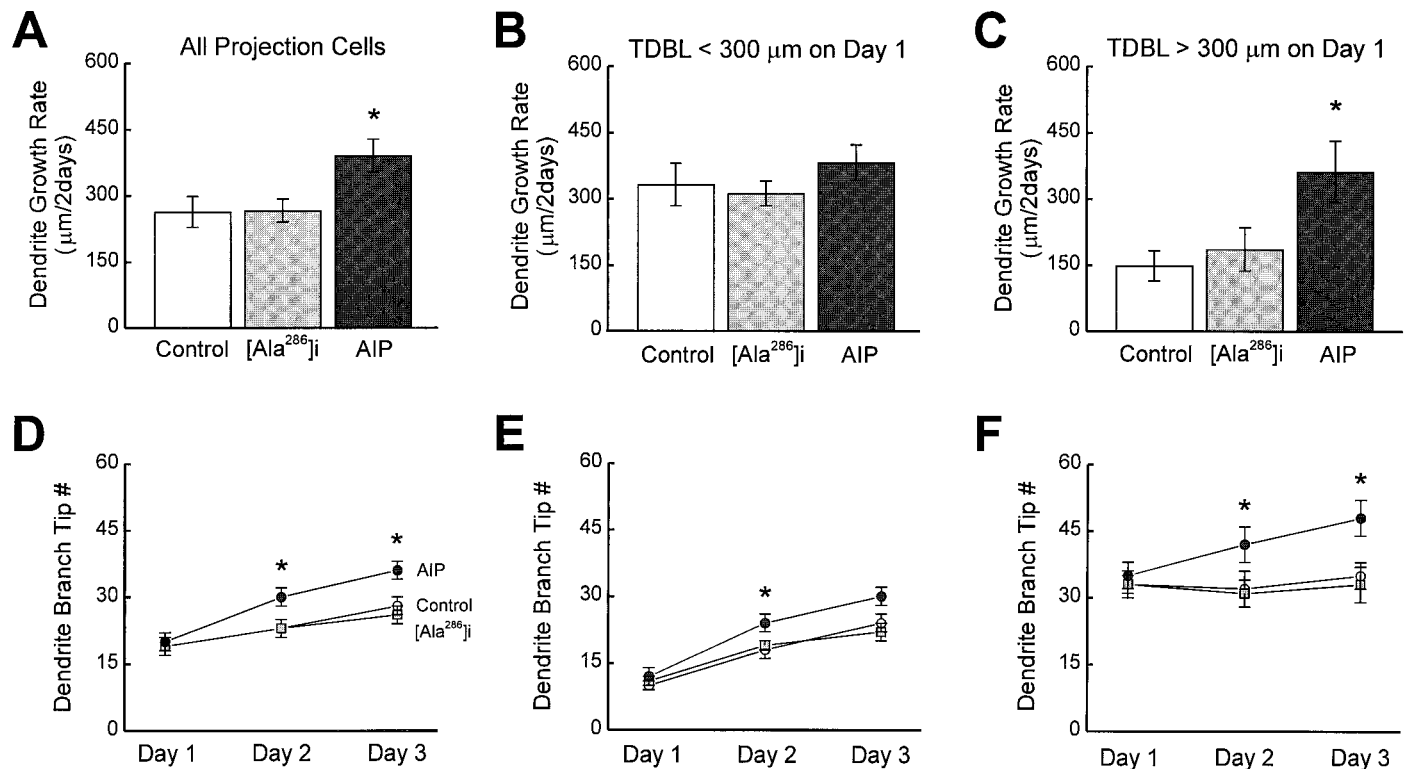 A
All Projection Cells
Dendrite Growth Rate
(μm/2days)
600
450
300
150
0
*
Control
[Ala²⁸⁶]i
AIP
B
TDBL < 300 μm on Day 1
Dendrite Growth Rate
(μm/2days)
600
450
300
150
0
Control
[Ala²⁸⁶]i
AIP
C
TDBL > 300 μm on Day 1
Dendrite Growth Rate
(μm/2days)
600
450
300
150
0
*
Control
[Ala²⁸⁶]i
AIP
D
Dendrite Branch Tip #
60
45
30
15
0
*
*
AIP
Control
[Ala²⁸⁶]i
Day 1
Day 2
Day 3
E
Dendrite Branch Tip #
60
45
30
15
0
*
Day 1
Day 2
Day 3
F
Dendrite Branch Tip #
60
45
30
15
0
*
*
Day 1
Day 2
Day 3